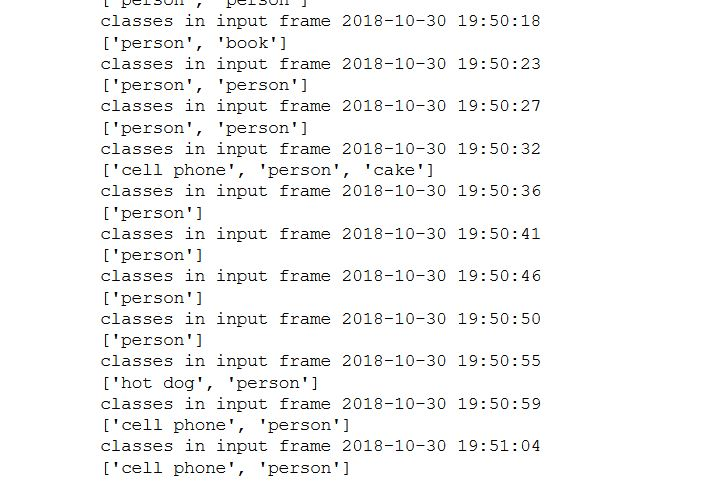 ['person', 'person']
classes in input frame 2018-10-30 19:50:18
['person', 'book']
classes in input frame 2018-10-30 19:50:23
['person', 'person']
classes in input frame 2018-10-30 19:50:27
['person', 'person']
classes in input frame 2018-10-30 19:50:32
['cell phone', 'person', 'cake']
classes in input frame 2018-10-30 19:50:36
['person']
classes in input frame 2018-10-30 19:50:41
['person']
classes in input frame 2018-10-30 19:50:46
['person']
classes in input frame 2018-10-30 19:50:50
['person']
classes in input frame 2018-10-30 19:50:55
['hot dog', 'person']
classes in input frame 2018-10-30 19:50:59
['cell phone', 'person']
classes in input frame 2018-10-30 19:51:04
['cell phone', 'person']